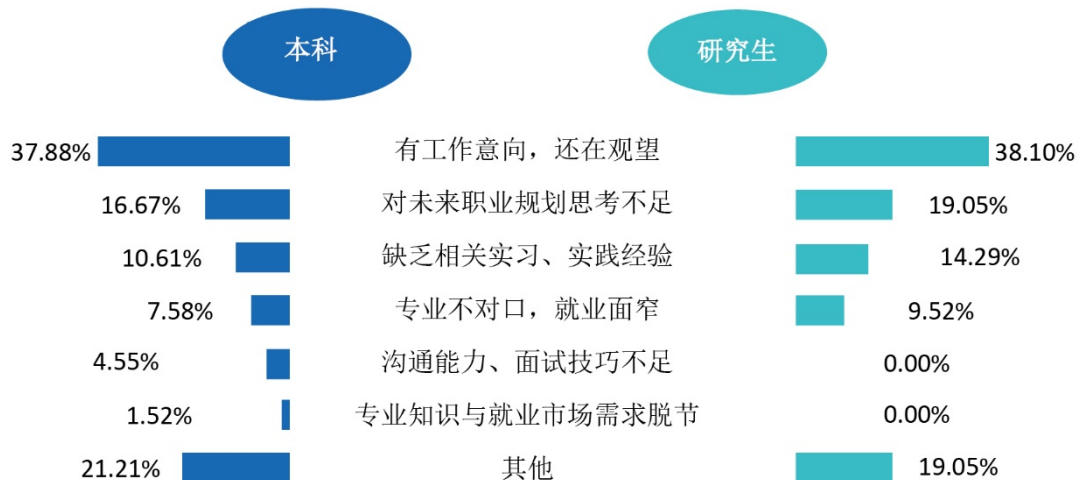 本科 研究生
37.88% 有工作意向，还在观望 38.10%
16.67% 对未来职业规划思考不足 19.05%
10.61% 缺乏相关实习、实践经验 14.29%
7.58% 专业不对口，就业面窄 9.52%
4.55% 沟通能力、面试技巧不足 0.00%
1.52% 专业知识与就业市场需求脱节 0.00%
21.21% 其他 19.05%